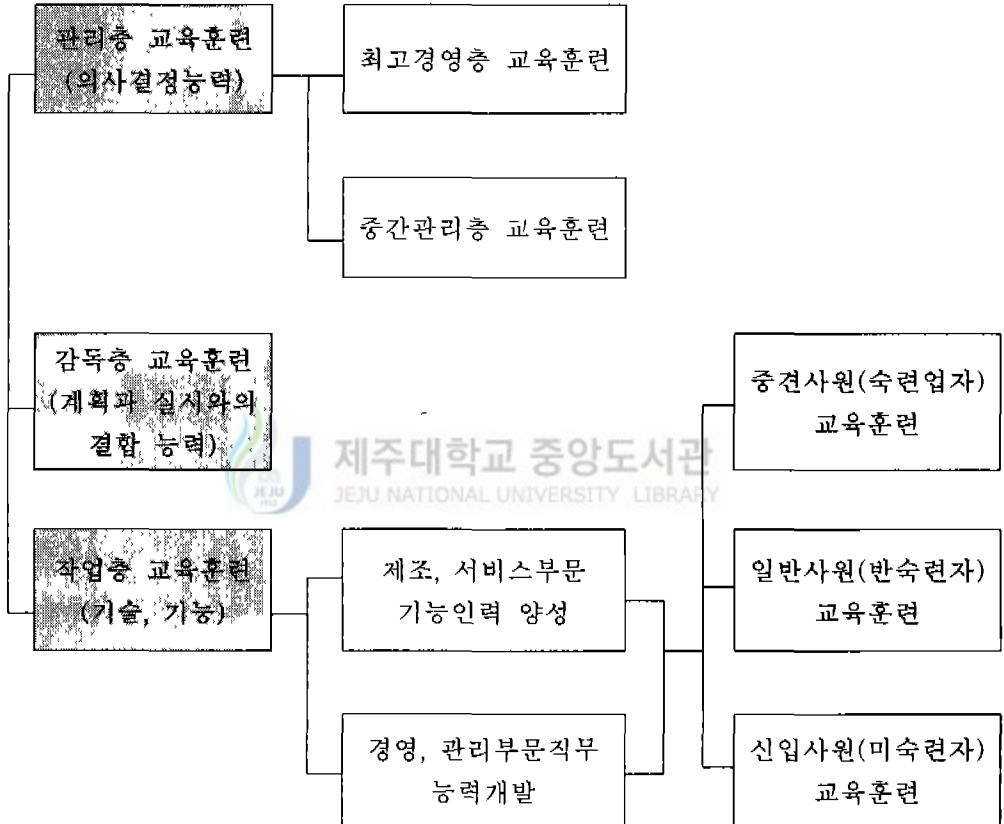 관리층 교육훈련
(의사결정능력)
최고경영층 교육훈련
중간관리층 교육훈련
감독층 교육훈련
(계획과 실시와의
결합 능력)
중견사원(숙련업자)
교육훈련
제주대학교 중앙도서관
JEJU NATIONAL UNIVERSITY LIBRARY
JEJU
1952
작업층 교육훈련
(기술, 기능)
제조, 서비스부문
기능인력 양성
일반사원(반숙련자)
교육훈련
경영, 관리부문직무
능력개발
신입사원(미숙련자)
교육훈련